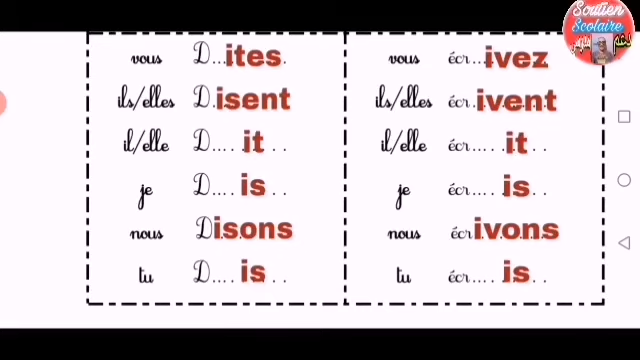 Soutien
Scolaire
vous D...ites. vous écr...ivez
ils/elles D.isent ils/elles écr.ivent
il/elle D.... it . . il/elle écr.... it . .
je D.... is . . je écr.... is . .
nous Disons nous écrivons
tu D.... is . . tu écr.... is . .